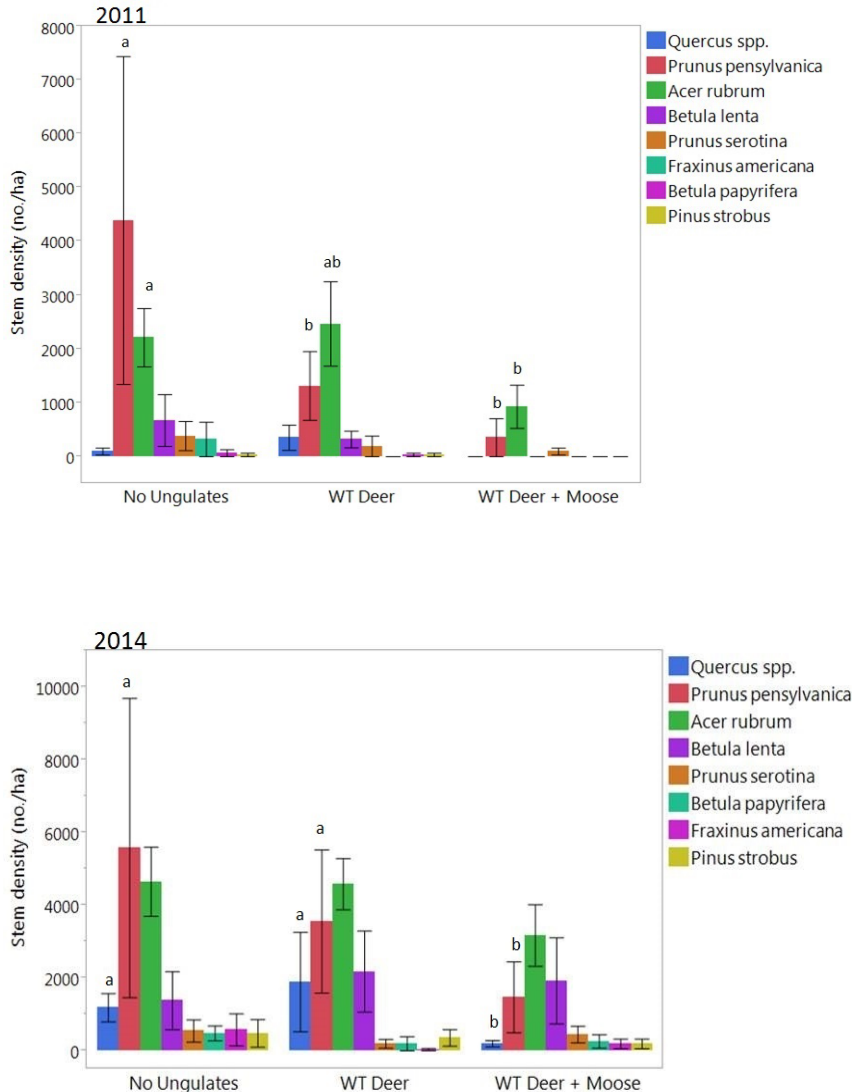 2011
8000
7000
6000
5000
4000
3000
2000
1000
0
Stem density (no./ha)
a
a
b
ab
b
b
No Ungulates
WT Deer
WT Deer + Moose
Quercus spp.
Prunus pensylvanica
Acer rubrum
Betula lenta
Prunus serotina
Fraxinus americana
Betula papyrifera
Pinus strobus
2014
10000
8000
6000
4000
2000
0
Stem density (no./ha)
a
a
a
a
b
b
No Ungulates
WT Deer
WT Deer + Moose
Quercus spp.
Prunus pensylvanica
Acer rubrum
Betula lenta
Prunus serotina
Betula papyrifera
Fraxinus americana
Pinus strobus